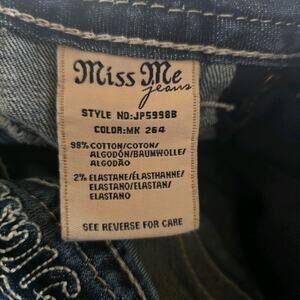 Miss Me
jeans
STYLE NO:JP5998B
COLOR:MK 264
98% COTTON/COTON/
ALGODÓN/BAUMWOLLE/
ALGODÃO
2% ELASTANE/ÉLASTHANNE/
ELASTANO/ELASTAN/
ELASTANO
SEE REVERSE FOR CARE